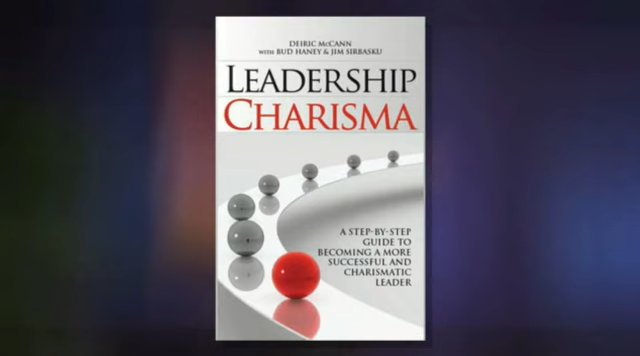 DEIRIC MCCANN
WITH BUD HANEY & JIM SIRBASKU
LEADERSHIP
CHARISMA
A STEP-BY-STEP
GUIDE TO
BECOMING A MORE
SUCCESSFUL AND
CHARISMATIC
LEADER